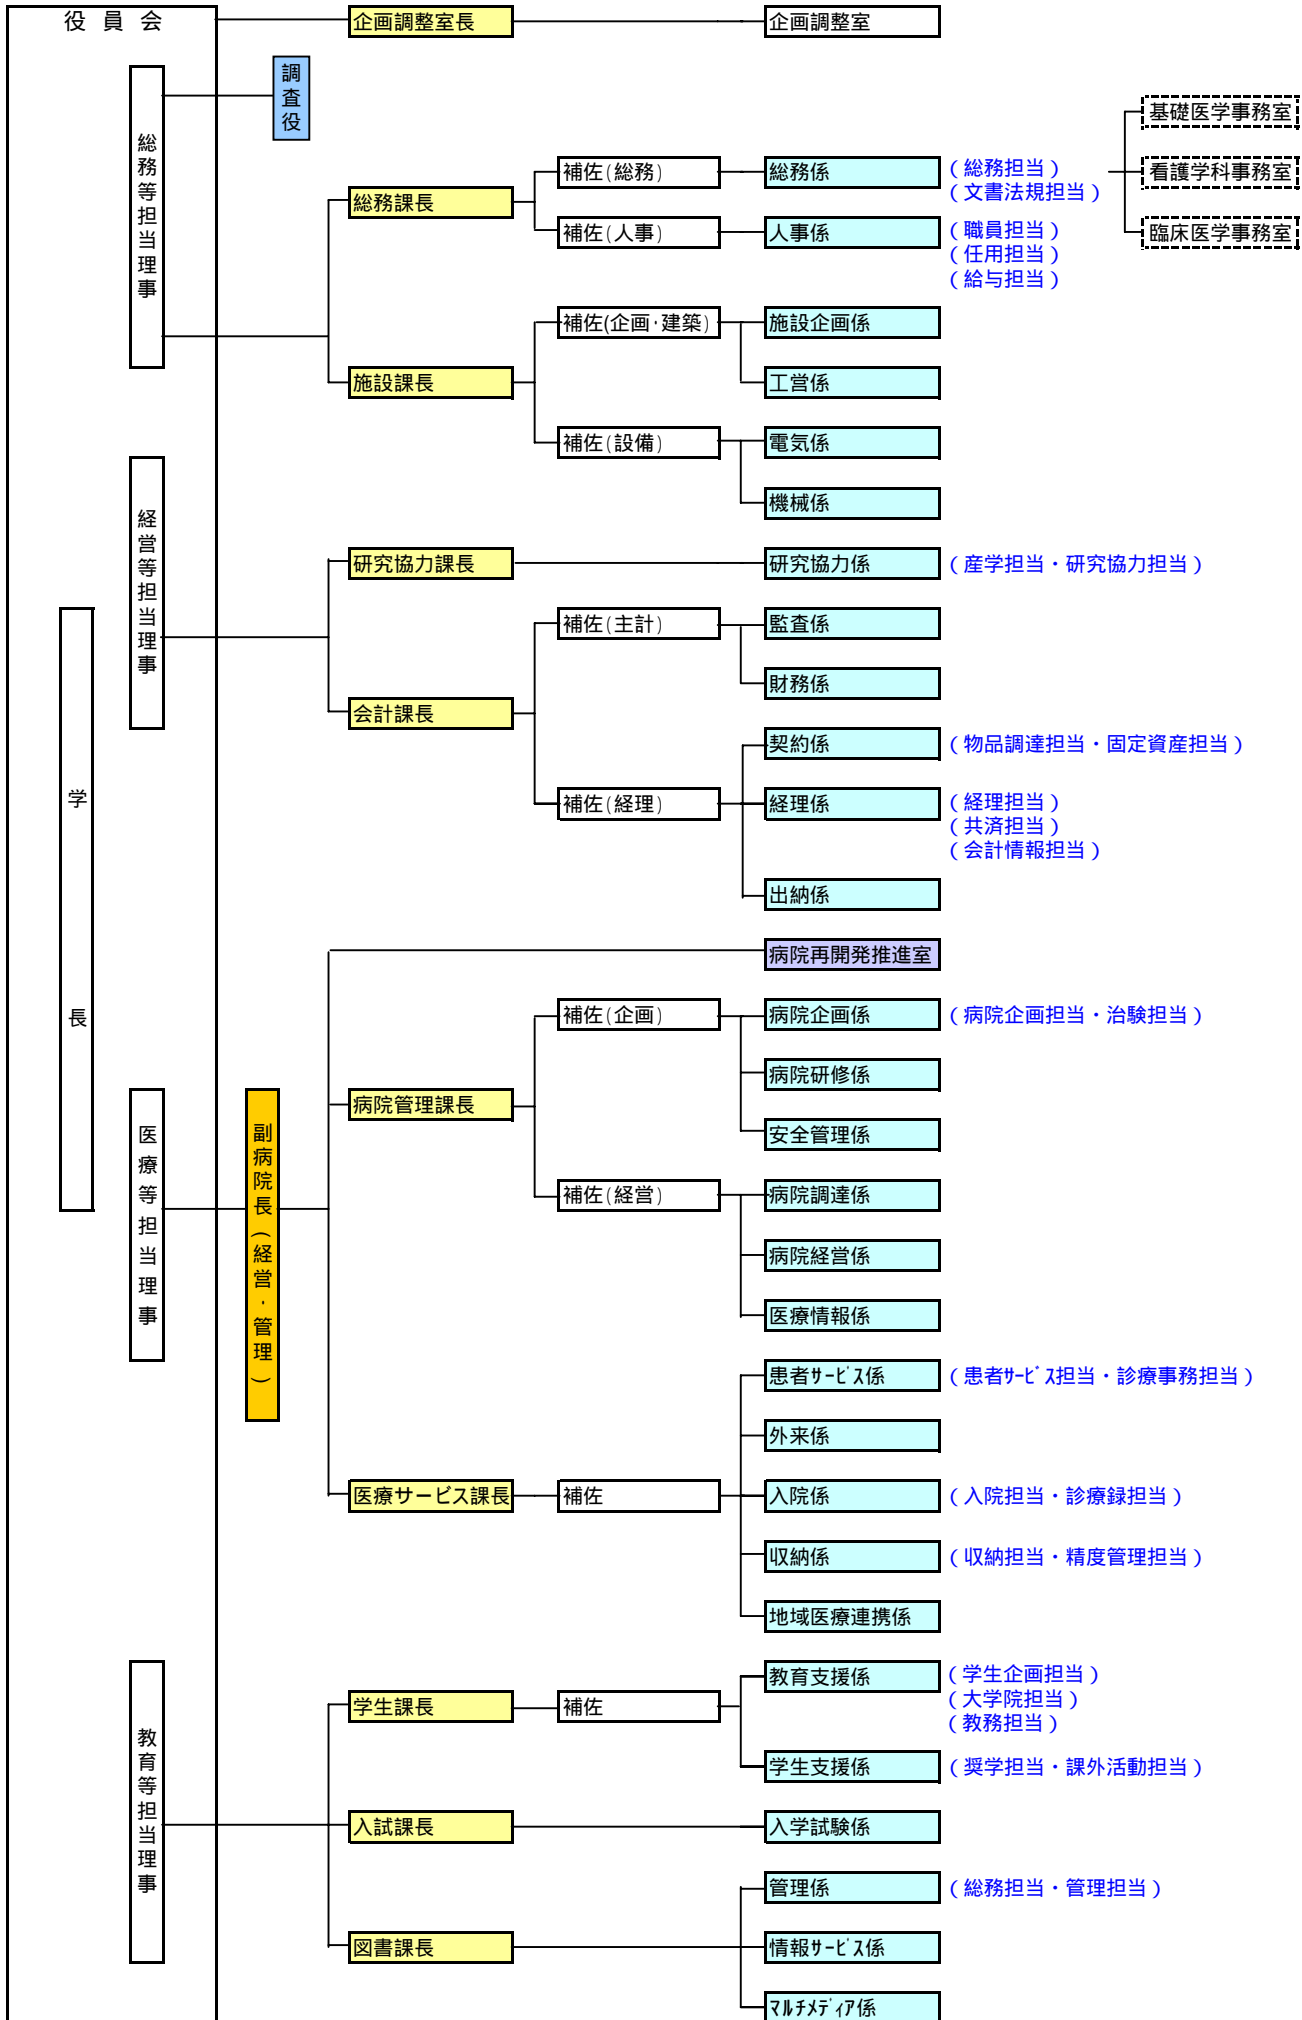 役員会
企画調整室長
企画調整室
調査役
総務等担当理事
基礎医学事務室
総務課長
補佐(総務)
総務係
(総務担当)
(文書法規担当)
看護学科事務室
補佐(人事)
人事係
(職員担当)
(任用担当)
(給与担当)
臨床医学事務室
施設課長
補佐(企画・建築)
施設企画係
工営係
補佐(設備)
電気係
機械係
経営等担当理事
研究協力課長
研究協力係
(産学担当・研究協力担当)
会計課長
補佐(主計)
監査係
財務係
補佐(経理)
契約係
(物品調達担当・固定資産担当)
経理係
(経理担当)
(共済担当)
(会計情報担当)
出納係
学長
病院再開発推進室
医療等担当理事
副病院長(経営・管理)
病院管理課長
補佐(企画)
病院企画係
(病院企画担当・治験担当)
病院研修係
安全管理係
補佐(経営)
病院調達係
病院経営係
医療情報係
医療サービス課長
補佐
患者サービス係
(患者サービス担当・診療事務担当)
外来係
入院係
(入院担当・診療録担当)
収納係
(収納担当・精度管理担当)
地域医療連携係
教育等担当理事
学生課長
補佐
教育支援係
(学生企画担当)
(大学院担当)
(教務担当)
学生支援係
(奨学担当・課外活動担当)
入試課長
入学試験係
図書課長
管理係
(総務担当・管理担当)
情報サービス係
マルチメディア係